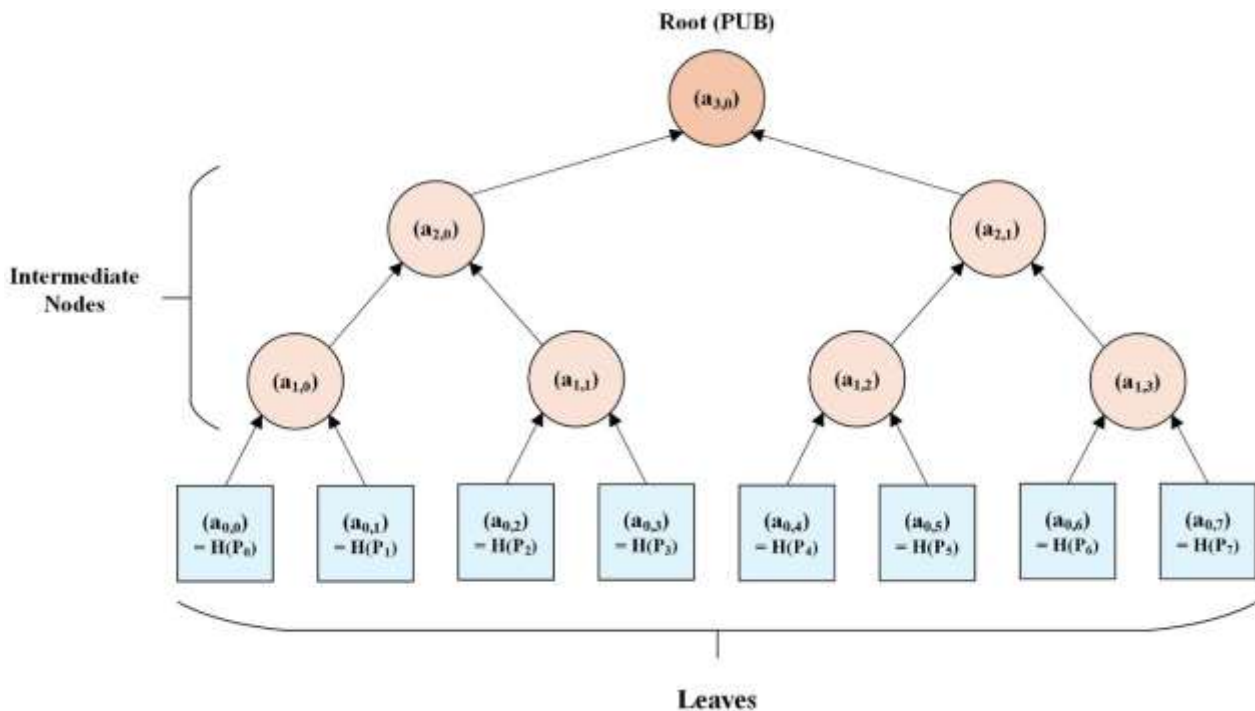 Root (PUB)
(a3,0)
(a2,0)
(a2,1)
Intermediate
Nodes
(a1,0)
(a1,1)
(a1,2)
(a1,3)
(a0,0)
= H(P0)
(a0,1)
= H(P1)
(a0,2)
= H(P2)
(a0,3)
= H(P3)
(a0,4)
= H(P4)
(a0,5)
= H(P5)
(a0,6)
= H(P6)
(a0,7)
= H(P7)
Leaves